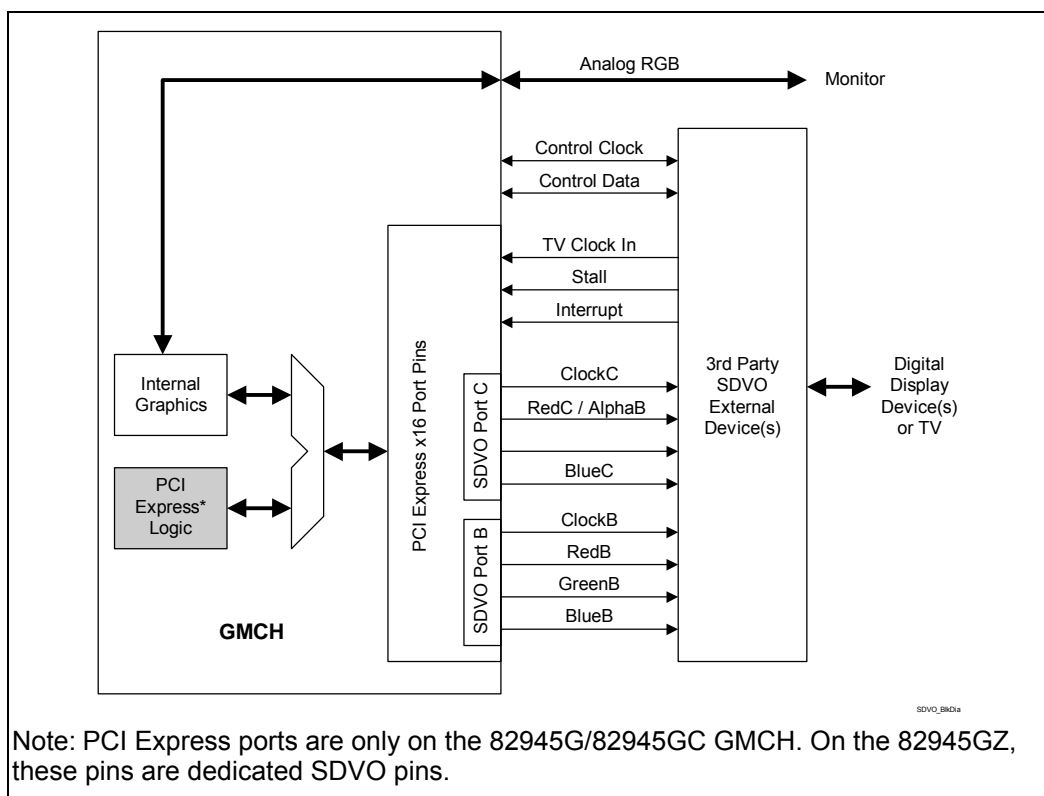 Analog RGB
Monitor
Control Clock
Control Data
TV Clock In
Stall
Interrupt
PCI Express x16 Port Pins
Internal
Graphics
PCI
Express*
Logic
GMCH
SDVO Port C
ClockC
RedC / AlphaB
BlueC
SDVO Port B
ClockB
RedB
GreenB
BlueB
3rd Party
SDVO
External
Device(s)
Digital
Display
Device(s)
or TV
SDVO_BlkDia
Note: PCI Express ports are only on the 82945G/82945GC GMCH. On the 82945GZ,
these pins are dedicated SDVO pins.